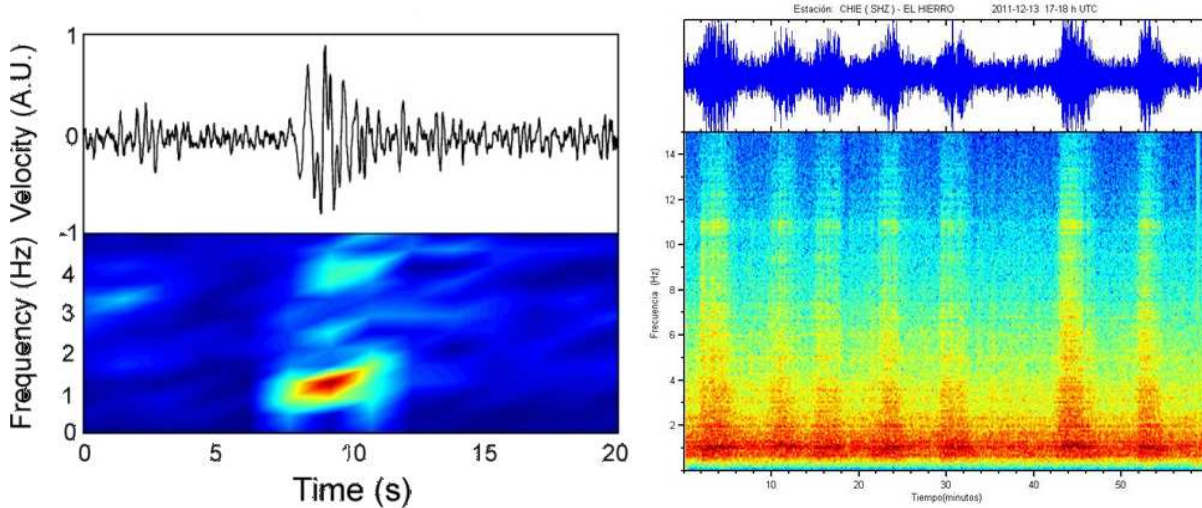 Velocity (A.U.)
1
0
-1
Frequency (Hz)
4
3
2
1
0
0 5 10 15 20
Time (s)
Estación: CHIE ( SHZ ) - EL HIERRO 2011-12-13 17-18 h UTC
Frecuencia (Hz)
14
12
10
8
6
4
2
10 20 30 40 50
Tiempo(minutos)